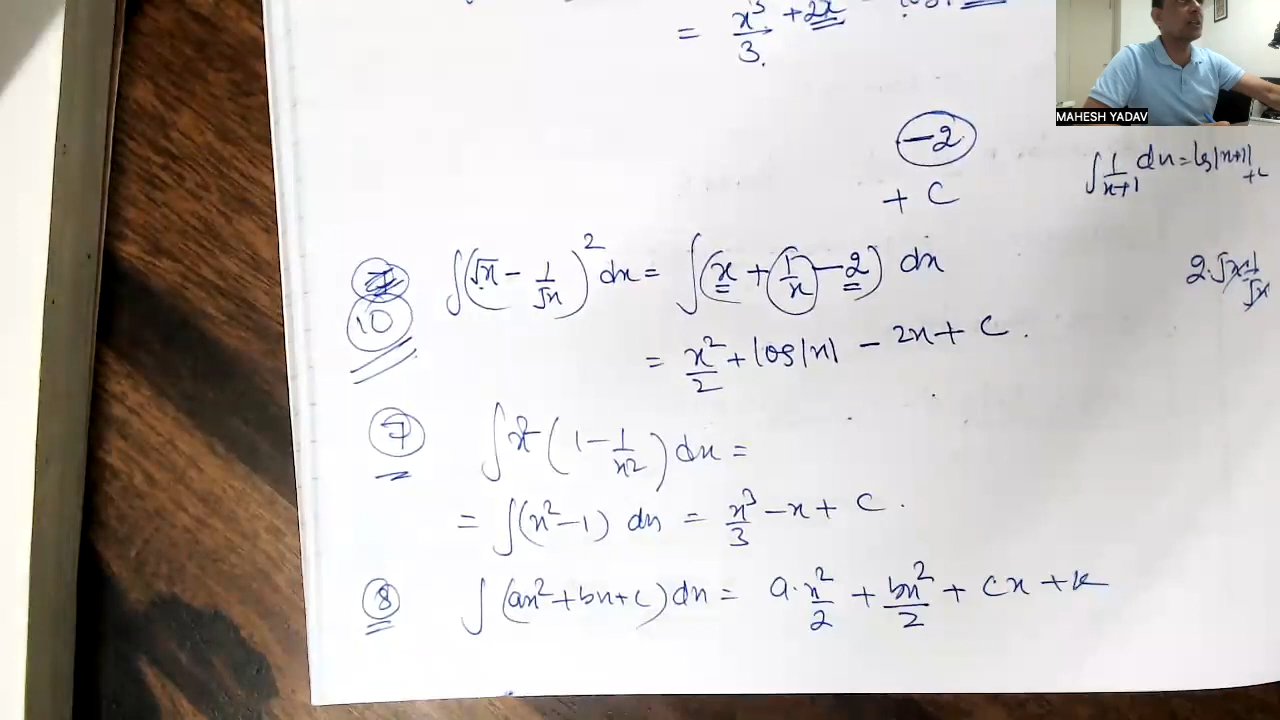 = x³/3 + 2x
MAHESH YADAV
-2
+ C
∫ 1/(x+1) dx = log|x+1| + c
∫(√x - 1/√x)² dx = ∫(x + 1/x - 2) dx
2·√x·1/√x
10
= x²/2 + log|x| - 2x + C.
7 ∫x²(1 - 1/x²) dx =
= ∫(x² - 1) dx = x³/3 - x + C.
8 ∫(ax² + bx + c) dx = a·x²/2 + bx²/2 + cx + k